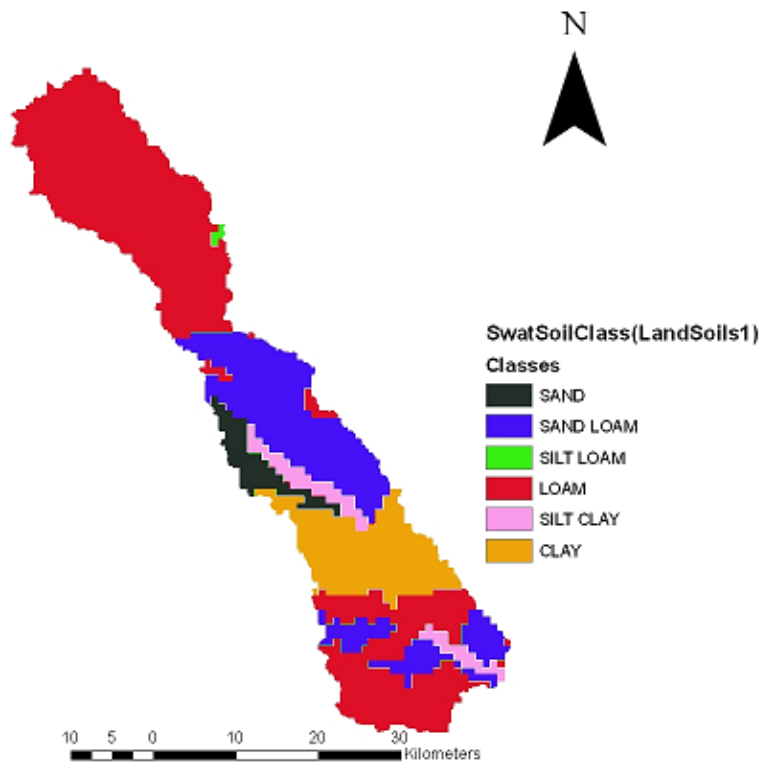 N
SwatSoilClass(LandSoils1)
Classes
SAND
SAND LOAM
SILT LOAM
LOAM
SILT CLAY
CLAY
10 5 0 10 20 30
Kilometers